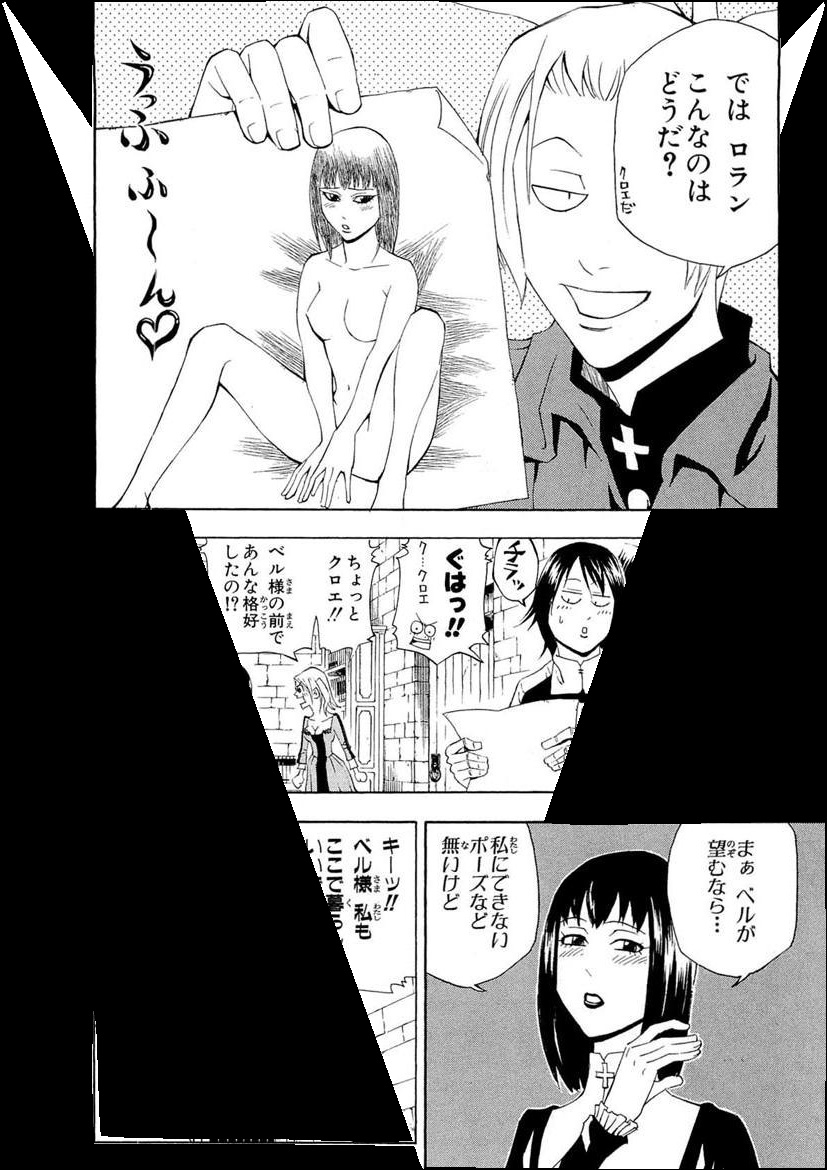 では ロラン
こんなのは
どうだ?
クロエだ
うっふふ〜ん♡
チラッ
ぐはっ!!
ク…クロエ
ちょっと
クロエ!!
ベル様の前で
あんな格好
したの!?
まぁ ベルが
望むなら…
私にできない
ポーズなど
無いけど
キーッ!!
ベル様 私も
ここで暮ら